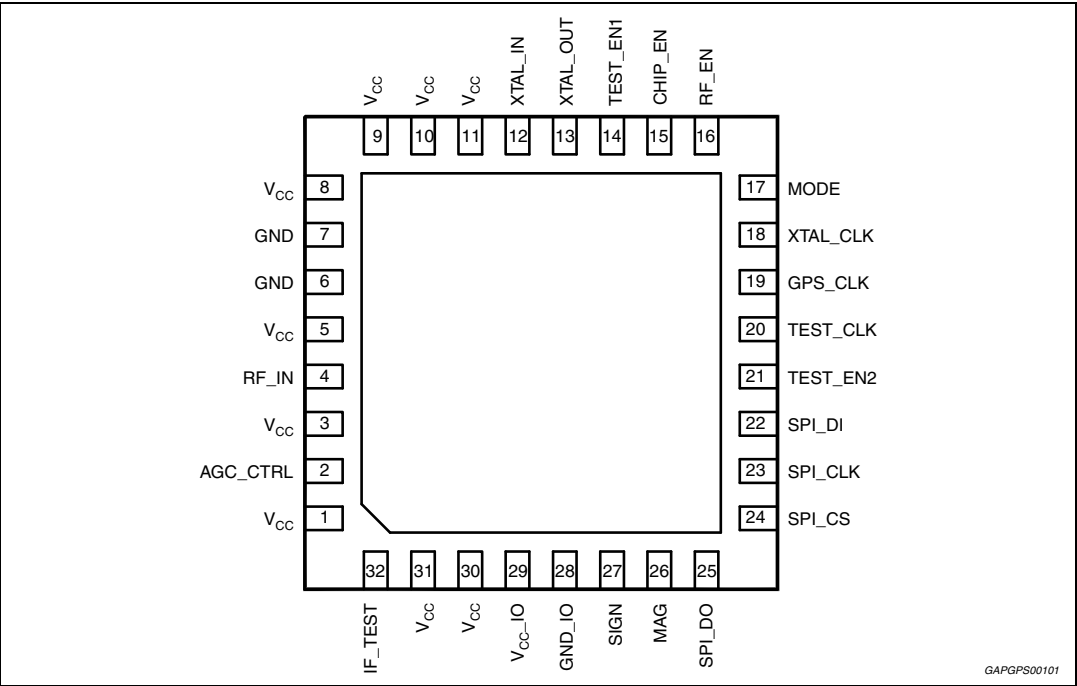 VCC
VCC
VCC
XTAL_IN
XTAL_OUT
TEST_EN1
CHIP_EN
RF_EN
9 10 11 12 13 14 15 16
VCC 8 17 MODE
GND 7 18 XTAL_CLK
GND 6 19 GPS_CLK
VCC 5 20 TEST_CLK
RF_IN 4 21 TEST_EN2
VCC 3 22 SPI_DI
AGC_CTRL 2 23 SPI_CLK
VCC 1 24 SPI_CS
32 31 30 29 28 27 26 25
IF_TEST
VCC
VCC
VCC_IO
GND_IO
SIGN
MAG
SPI_DO
GAPGPS00101